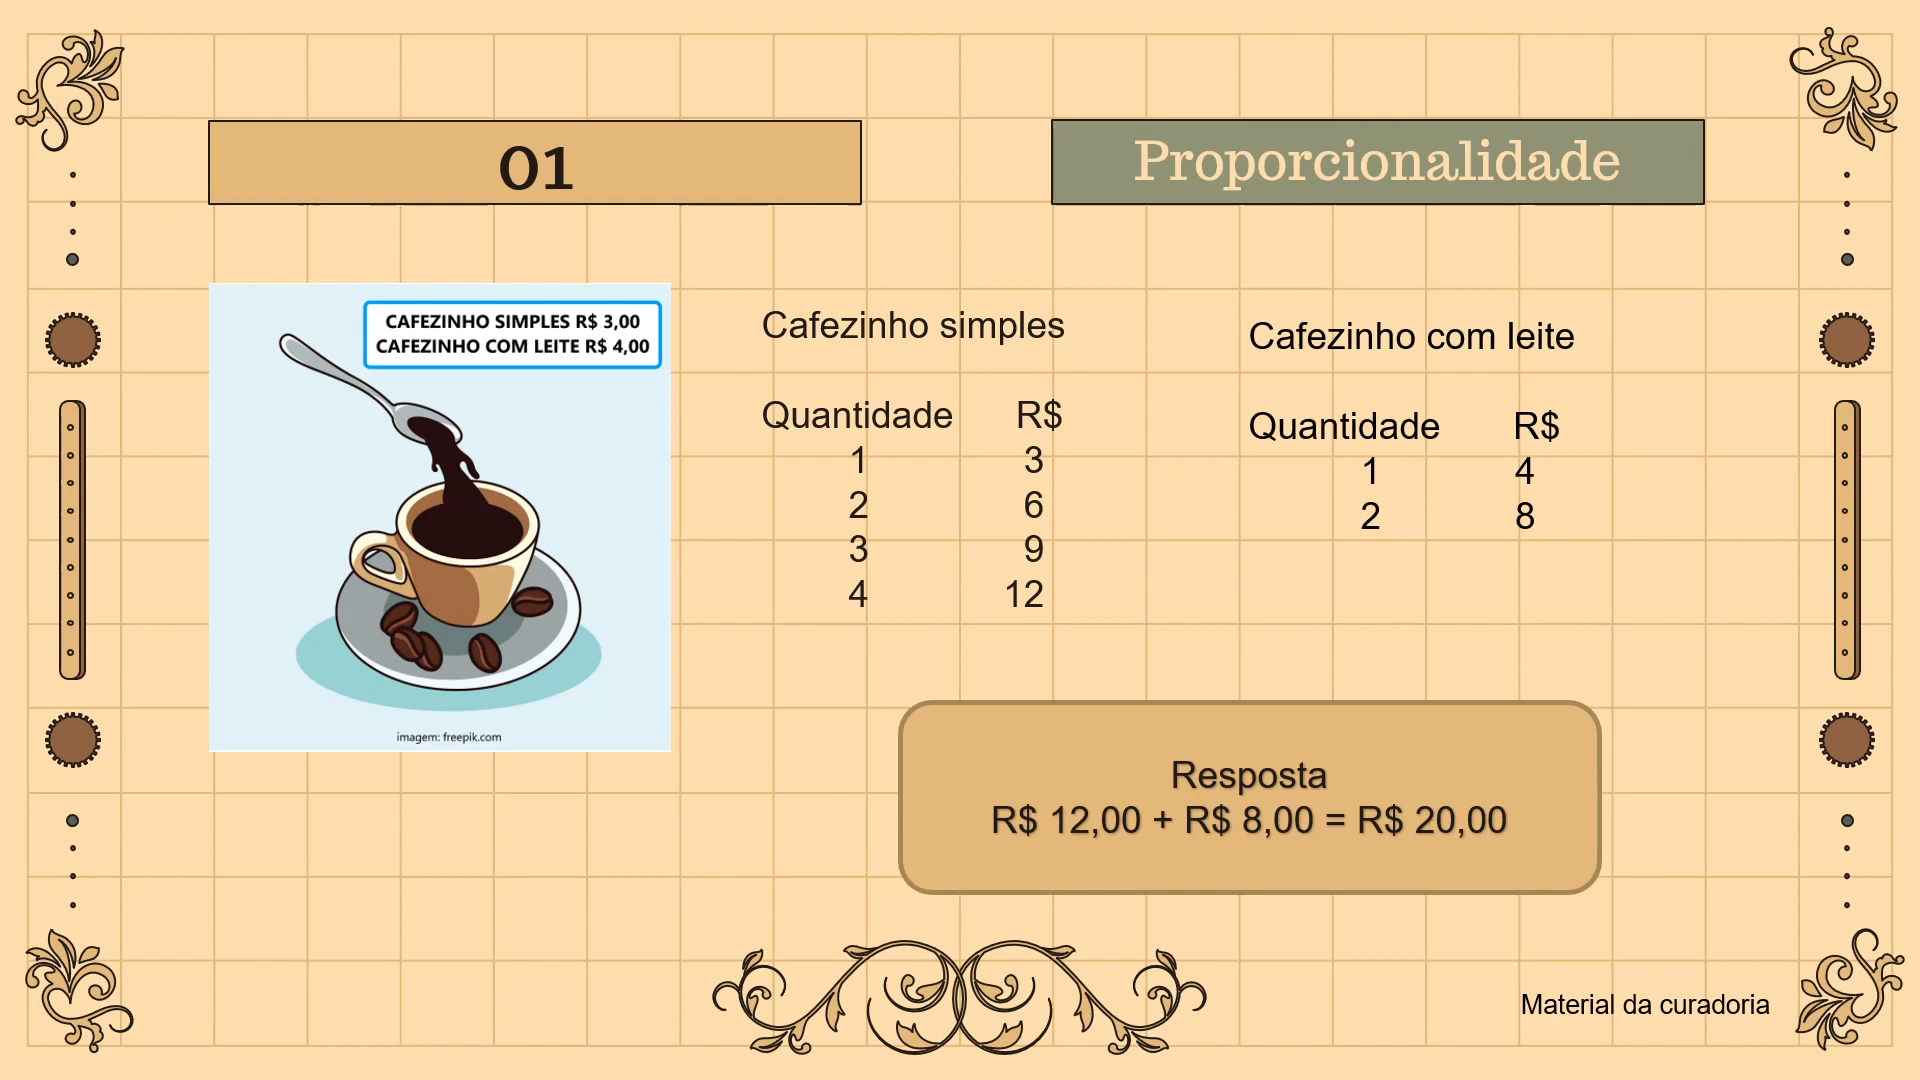 01
Proporcionalidade
CAFEZINHO SIMPLES R$ 3,00
CAFEZINHO COM LEITE R$ 4,00
imagem: freepik.com
Cafezinho simples
Quantidade R$
1 3
2 6
3 9
4 12
Cafezinho com leite
Quantidade R$
1 4
2 8
Resposta
R$ 12,00 + R$ 8,00 = R$ 20,00
Material da curadoria